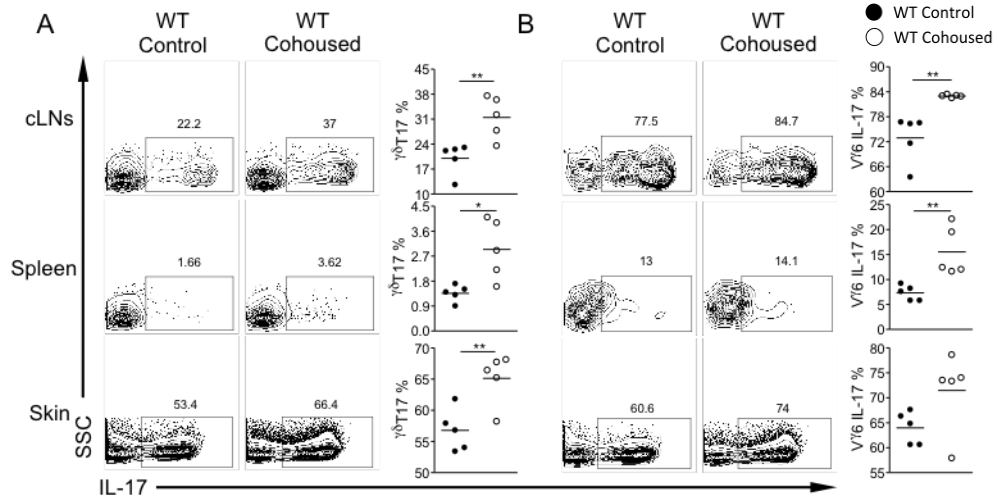 A
WT
Control
WT
Cohoused
B
WT
Control
WT
Cohoused
WT Control
WT Cohoused
cLNs
22.2
37
γδT17 %
45
38
31
24
17
10
**
77.5
84.7
Vγ6 IL-17 %
90
84
78
72
66
60
**
Spleen
1.66
3.62
γδT17 %
4.5
3.6
2.7
1.8
0.9
0.0
*
13
14.1
Vγ6 IL-17 %
25
20
15
10
5
0
**
Skin
53.4
66.4
γδT17 %
70
65
60
55
50
**
60.6
74
Vγ6 IL-17 %
80
75
70
65
60
55
SSC
IL-17